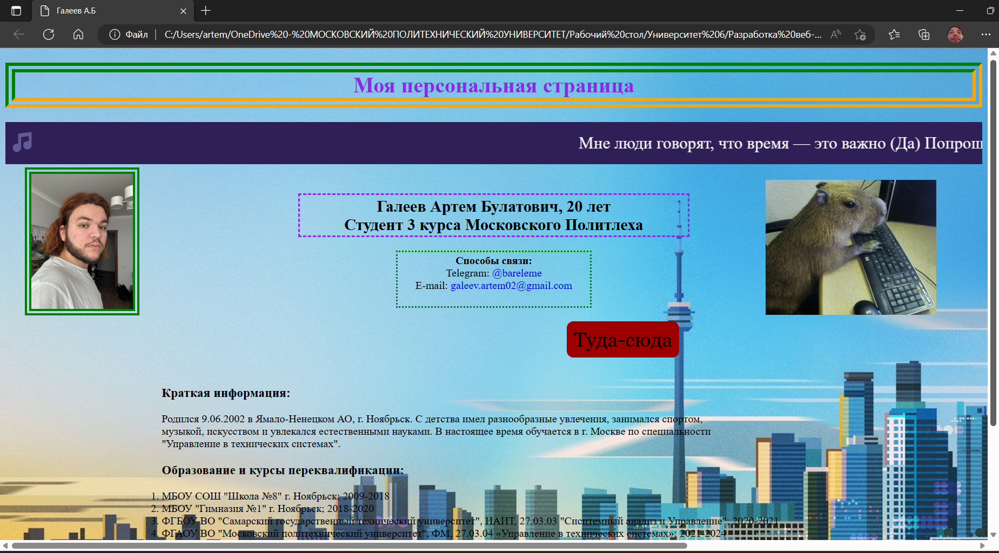 Галеев А.Б
Файл
C:/Users/artem/OneDrive%20-%20МОСКОВСКИЙ%20ПОЛИТЕХНИЧЕСКИЙ%20УНИВЕРСИТЕТ/Рабочий%20стол/Университет%206/Разработка%20веб-...
Моя персональная страница
Мне люди говорят, что время — это важно (Да) Попрош
Галеев Артем Булатович, 20 лет
Студент 3 курса Московского Политлеха
Способы связи:
Telegram: @bareleme
E-mail: galeev.artem02@gmail.com
Туда-сюда
Краткая информация:
Родился 9.06.2002 в Ямало-Ненецком АО, г. Ноябрьск. С детства имел разнообразные увлечения, занимался спортом,
музыкой, искусством и увлекался естественными науками. В настоящее время обучается в г. Москве по специальности
"Управление в технических системах".
Образование и курсы переквалификации:
1. МБОУ СОШ "Школа №8" г. Ноябрьск; 2009-2018
2. МБОУ "Гимназия №1" г. Ноябрьск; 2018-2020
3. ФГБОУ ВО "Самарский государственный технический университет", ИАИТ, 27.03.03 "Сиситемный анализ и Управление"; 2020-2021
4. ФГАОУ ВО "Московский политехнический университет", ФМ, 27.03.04 «Управление в технических системах»; 2021-2024